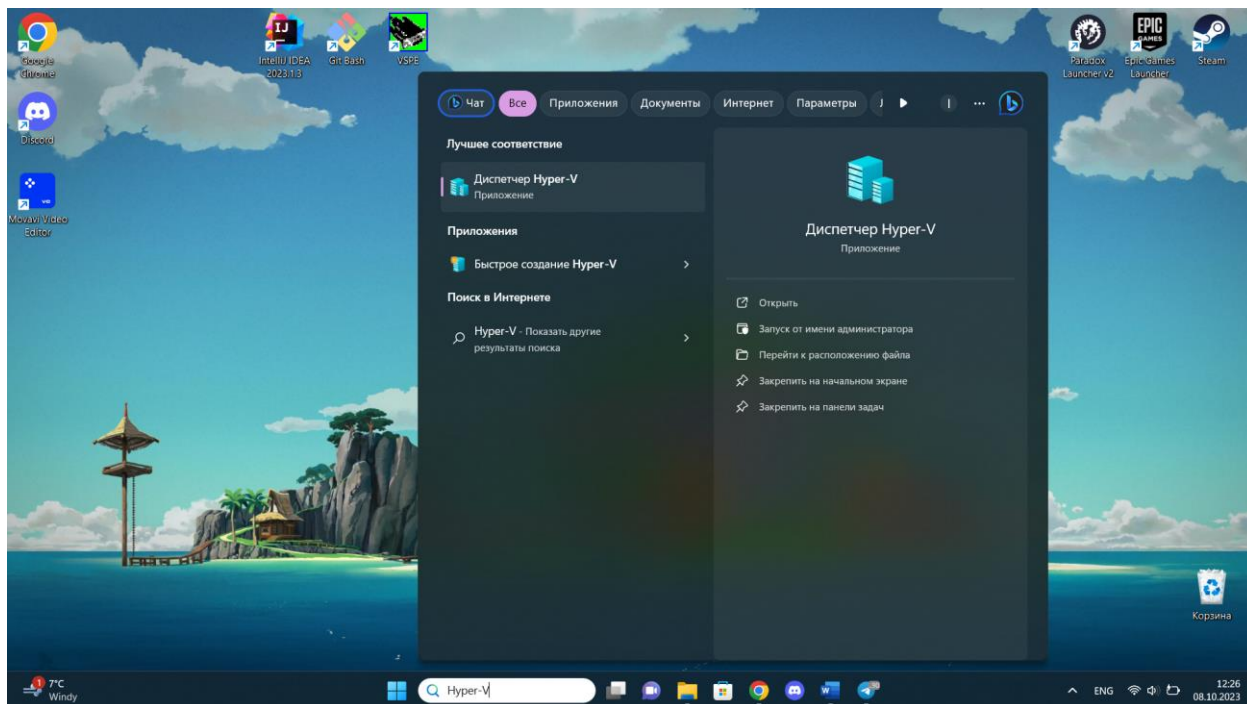 Google
Chrome
IntelliJ IDEA
2023.1.3
Git Bash
VSPE
Paradox
Launcher v2
EPIC
GAMES
Epic Games
Launcher
Steam
Discord
Movavi Video
Editor
Чат
Все
Приложения
Документы
Интернет
Параметры
Лучшее соответствие
Диспетчер Hyper-V
Приложение
Приложения
Быстрое создание Hyper-V
Поиск в Интернете
Hyper-V - Показать другие
результаты поиска
Диспетчер Hyper-V
Приложение
Открыть
Запуск от имени администратора
Перейти к расположению файла
Закрепить на начальном экране
Закрепить на панели задач
Корзина
1
7°C
Windy
Hyper-V
ENG
12:26
08.10.2023